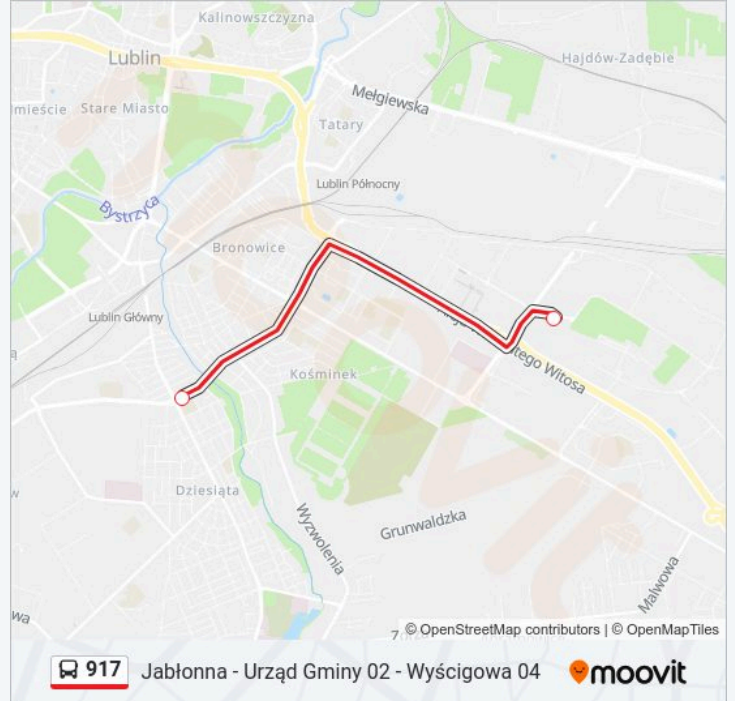 Kalinowszczyzna
Lublin
Hajdów-Zadębie
Mełgiewska
Stare Miasto
Tatary
Lublin Północny
Bystrzyca
Bronowice
Lublin Główny
tego Witosa
Kośminek
Dziesiąta
Wyzwolenia
Grunwaldzka
Malwowa
© OpenStreetMap contributors | © OpenMapTiles
917 Jabłonna - Urząd Gminy 02 - Wyścigowa 04 moovit